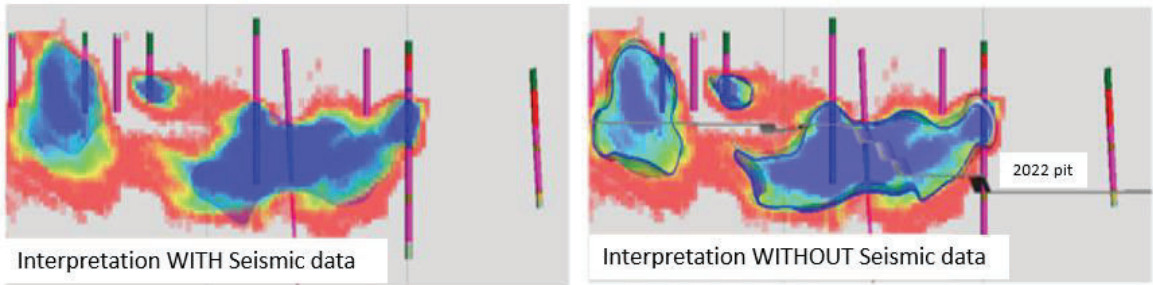 2022 pit
Interpretation WITH Seismic data
Interpretation WITHOUT Seismic data